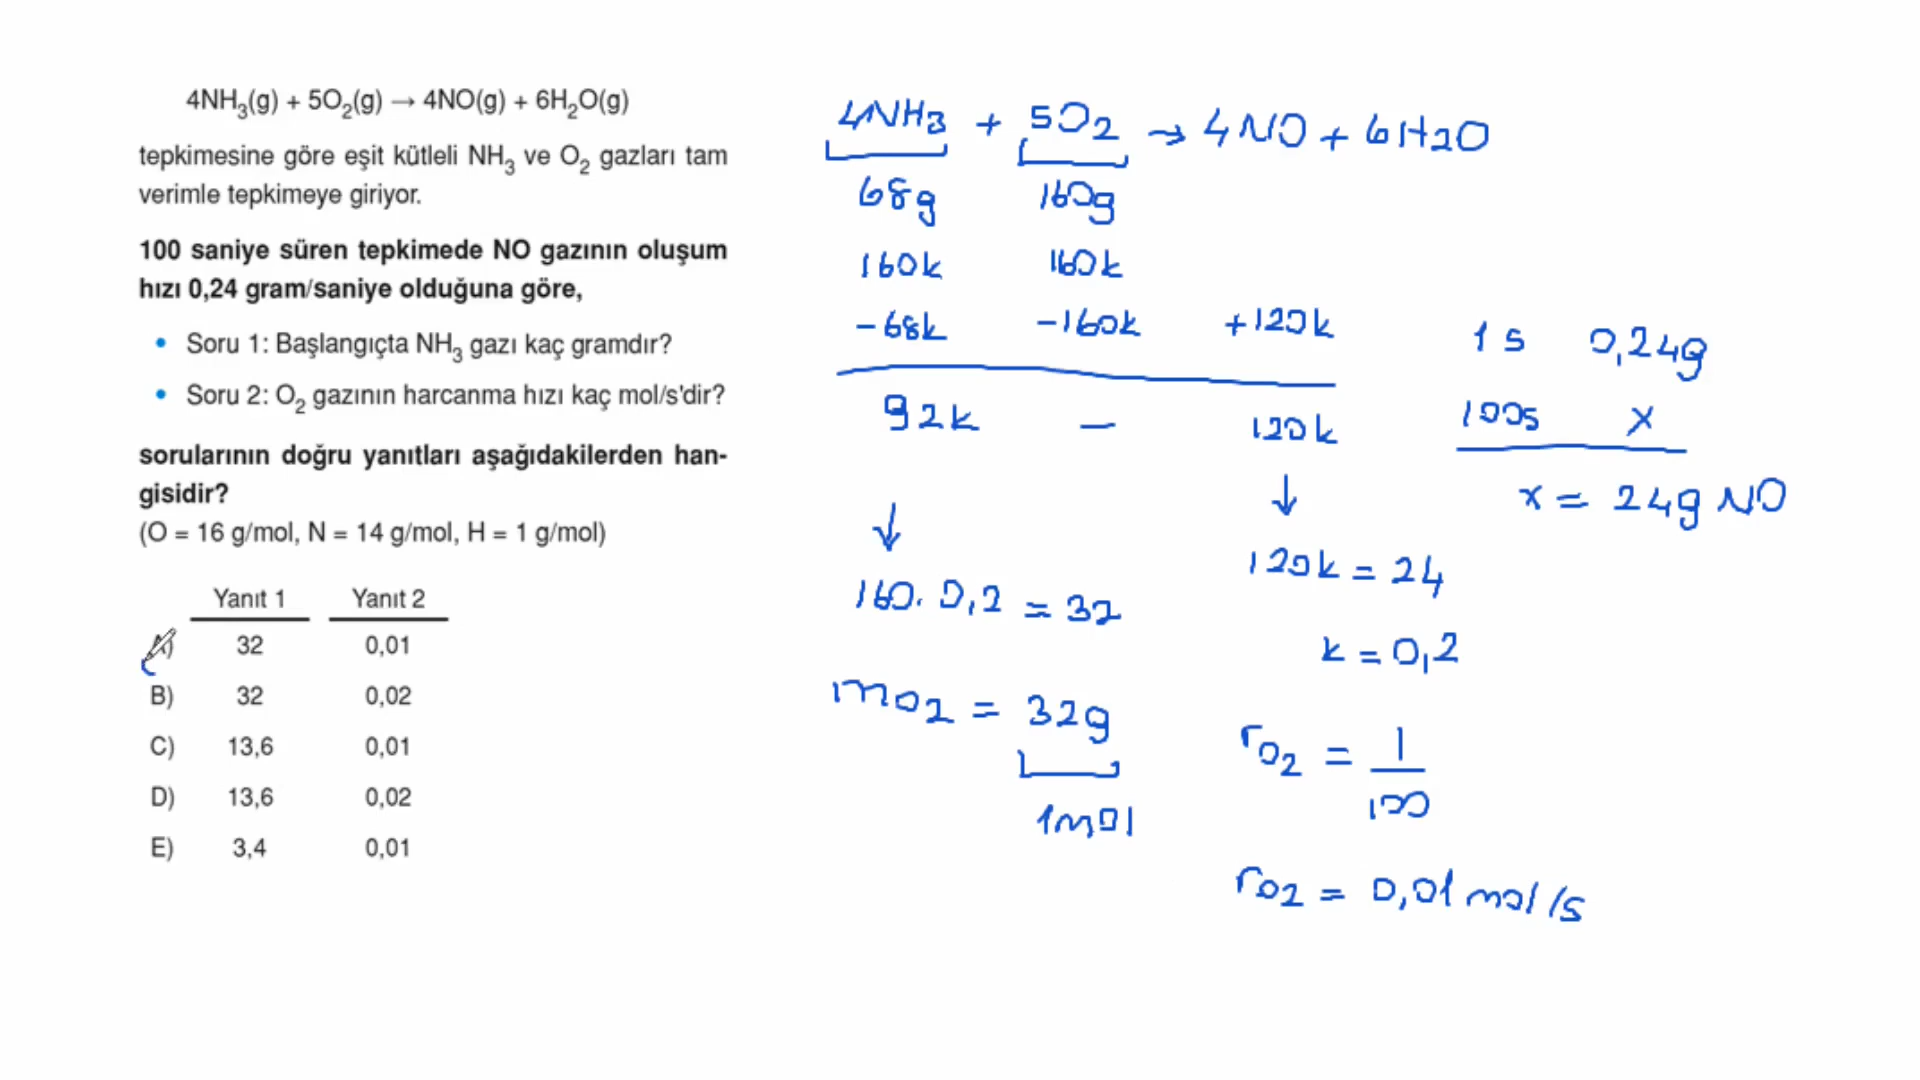 4NH₃(g) + 5O₂(g) → 4NO(g) + 6H₂O(g)
tepkimesine göre eşit kütleli NH₃ ve O₂ gazları tam
verimle tepkimeye giriyor.
100 saniye süren tepkimede NO gazının oluşum
hızı 0,24 gram/saniye olduğuna göre,
• Soru 1: Başlangıçta NH₃ gazı kaç gramdır?
• Soru 2: O₂ gazının harcanma hızı kaç mol/s'dir?
sorularının doğru yanıtları aşağıdakilerden han-
gisidir?
(O = 16 g/mol, N = 14 g/mol, H = 1 g/mol)
Yanıt 1 Yanıt 2
A) 32 0,01
B) 32 0,02
C) 13,6 0,01
D) 13,6 0,02
E) 3,4 0,01
4NH3 + 5O2 → 4NO + 6H2O
68g 160g
160k 160k
-68k -160k +120k
92k - 120k
↓ ↓
160. 0,2 = 32
120k = 24
k = 0,2
1s 0,24g
100s x
x = 24g NO
mO2 = 32g
1mol
rO2 = 1/100
rO2 = 0,01 mol/s